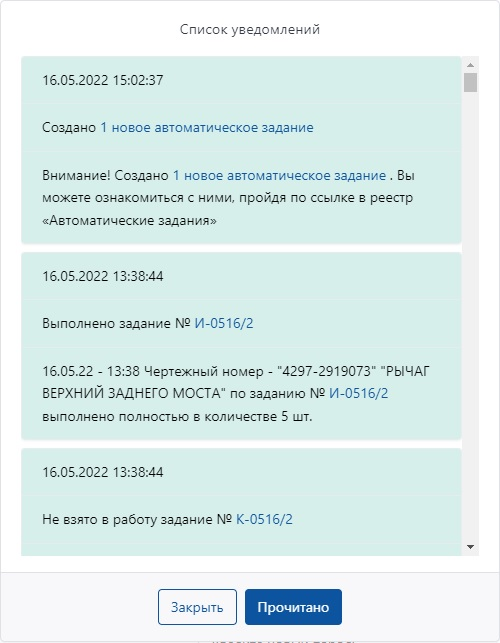 Список уведомлений
16.05.2022 15:02:37
Создано 1 новое автоматическое задание
Внимание! Создано 1 новое автоматическое задание . Вы
можете ознакомиться с ними, пройдя по ссылке в реестр
«Автоматические задания»
16.05.2022 13:38:44
Выполнено задание № И-0516/2
16.05.22 - 13:38 Чертежный номер - "4297-2919073" "РЫЧАГ
ВЕРХНИЙ ЗАДНЕГО МОСТА" по заданию № И-0516/2
выполнено полностью в количестве 5 шт.
16.05.2022 13:38:44
Не взято в работу задание № К-0516/2
Закрыть
Прочитано